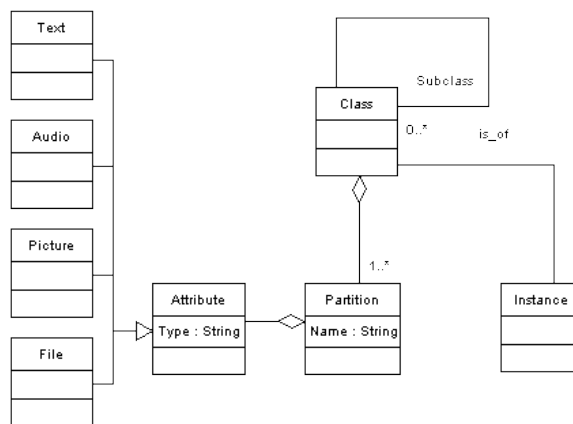 Text
Subclass
Class
Audio
0..*
is_of
Picture
1..*
Attribute
Partition
Instance
Type : String
Name : String
File